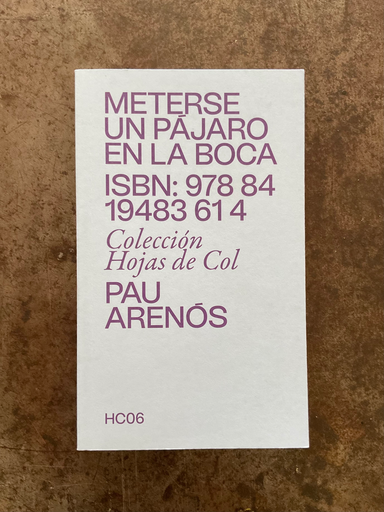 METERSE
UN PÁJARO
EN LA BOCA
ISBN: 978 84
19483 61 4
Colección
Hojas de Col
PAU
ARENÓS
HC06